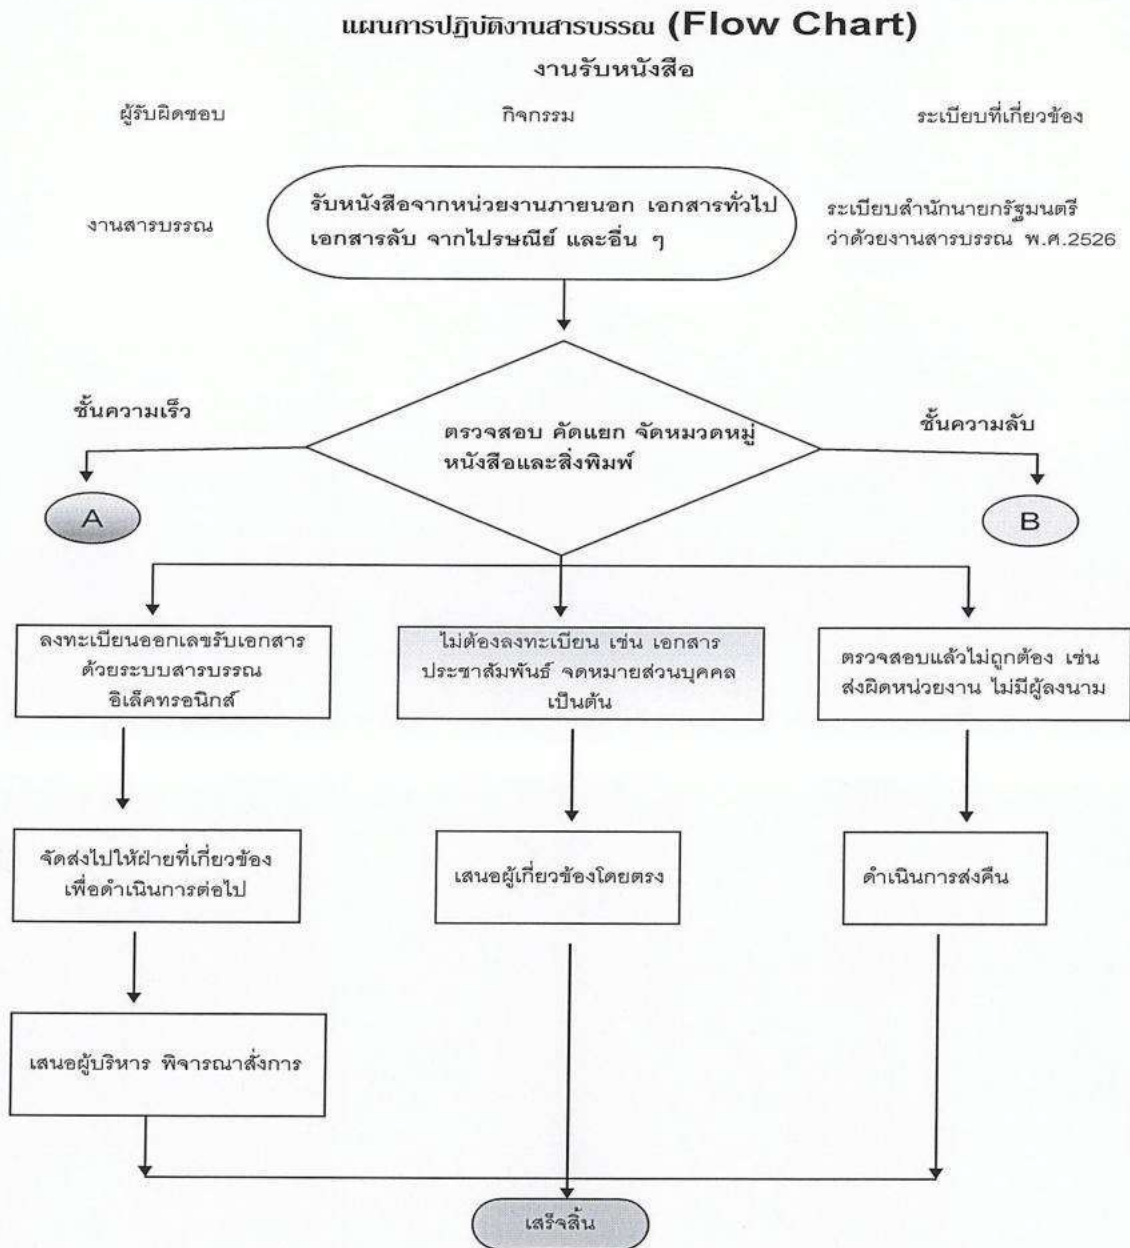 แผนการปฏิบัติงานสารบรรณ (Flow Chart)
งานรับหนังสือ
ผู้รับผิดชอบ
กิจกรรม
ระเบียบที่เกี่ยวข้อง
งานสารบรรณ
รับหนังสือจากหน่วยงานภายนอก เอกสารทั่วไป
เอกสารลับ จากไปรษณีย์ และอื่น ๆ
ระเบียบสำนักนายกรัฐมนตรี
ว่าด้วยงานสารบรรณ พ.ศ.2526
ชั้นความเร็ว
ตรวจสอบ คัดแยก จัดหมวดหมู่
หนังสือและสิ่งพิมพ์
ชั้นความลับ
A
B
ลงทะเบียนออกเลขรับเอกสาร
ด้วยระบบสารบรรณ
อิเล็คทรอนิกส์
ไม่ต้องลงทะเบียน เช่น เอกสาร
ประชาสัมพันธ์ จดหมายส่วนบุคคล
เป็นต้น
ตรวจสอบแล้วไม่ถูกต้อง เช่น
ส่งผิดหน่วยงาน ไม่มีผู้ลงนาม
จัดส่งไปให้ฝ่ายที่เกี่ยวข้อง
เพื่อดำเนินการต่อไป
เสนอผู้เกี่ยวข้องโดยตรง
ดำเนินการส่งคืน
เสนอผู้บริหาร พิจารณาสั่งการ
เสร็จสิ้น